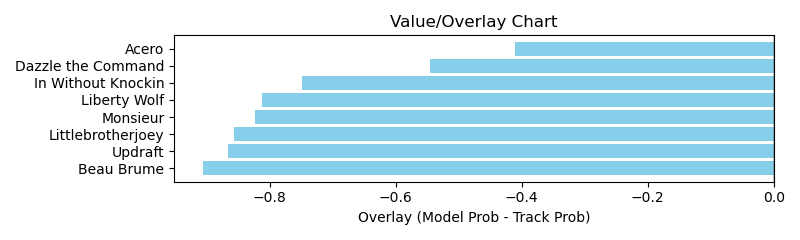 Value/Overlay Chart
Acero
Dazzle the Command
In Without Knockin
Liberty Wolf
Monsieur
Littlebrotherjoey
Updraft
Beau Brume
−0.8 −0.6 −0.4 −0.2 0.0
Overlay (Model Prob - Track Prob)